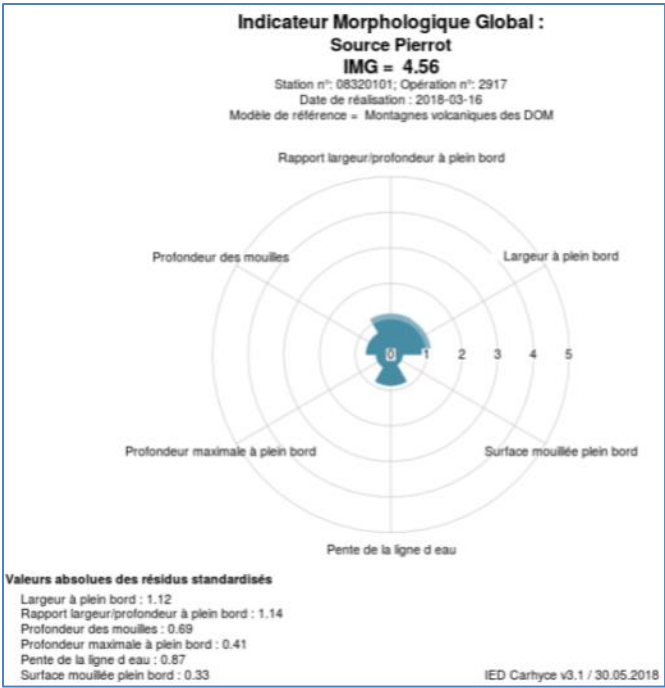 Indicateur Morphologique Global :
Source Pierrot
IMG = 4.56
Station n°: 08320101; Opération n°: 2917
Date de réalisation : 2018-03-16
Modèle de référence = Montagnes volcaniques des DOM
Rapport largeur/profondeur à plein bord
Profondeur des mouilles
Largeur à plein bord
0 1 2 3 4 5
Profondeur maximale à plein bord
Surface mouillée plein bord
Pente de la ligne d eau
Valeurs absolues des résidus standardisés
Largeur à plein bord : 1.12
Rapport largeur/profondeur à plein bord : 1.14
Profondeur des mouilles : 0.69
Profondeur maximale à plein bord : 0.41
Pente de la ligne d eau : 0.87
Surface mouillée plein bord : 0.33
IED Carhyce v3.1 / 30.05.2018